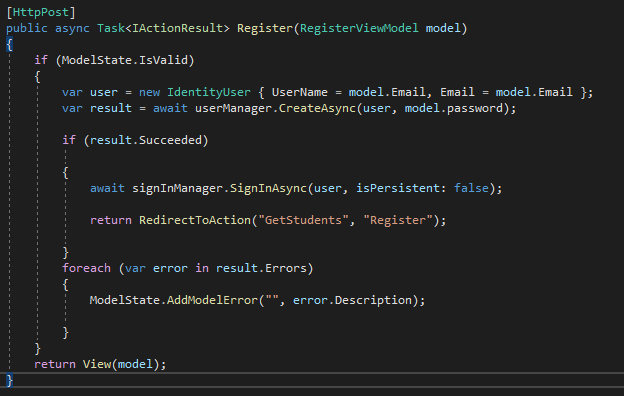 [HttpPost]
public async Task<IActionResult> Register(RegisterViewModel model)
{
    if (ModelState.IsValid)
    {
        var user = new IdentityUser { UserName = model.Email, Email = model.Email };
        var result = await userManager.CreateAsync(user, model.password);
        if (result.Succeeded)
        {
            await signInManager.SignInAsync(user, isPersistent: false);
            return RedirectToAction("GetStudents", "Register");
        }
        foreach (var error in result.Errors)
        {
            ModelState.AddModelError("", error.Description);
        }
    }
    return View(model);
}